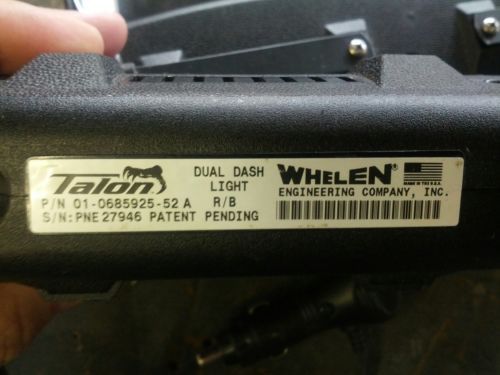 Talon
DUAL DASH LIGHT
R/B
P/N 01-0685925-52 A
S/N: PNE27946 PATENT PENDING
WHELEN®
ENGINEERING COMPANY, INC.
MADE IN THE U.S.A.